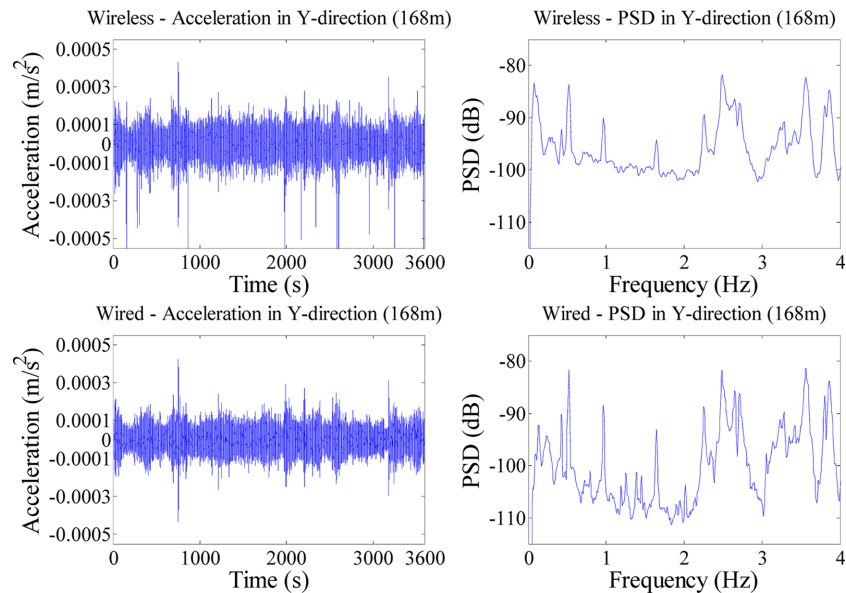 Wireless - Acceleration in Y-direction (168m)
Acceleration (m/s²)
0.0005
0.0003
0.0001
0
-0.0001
-0.0003
-0.0005
0 1000 2000 3000 3600
Time (s)
Wireless - PSD in Y-direction (168m)
PSD (dB)
-80
-90
-100
-110
0 1 2 3 4
Frequency (Hz)
Wired - Acceleration in Y-direction (168m)
Acceleration (m/s²)
0.0005
0.0003
0.0001
0
-0.0001
-0.0003
-0.0005
0 1000 2000 3000 3600
Time (s)
Wired - PSD in Y-direction (168m)
PSD (dB)
-80
-90
-100
-110
0 1 2 3 4
Frequency (Hz)